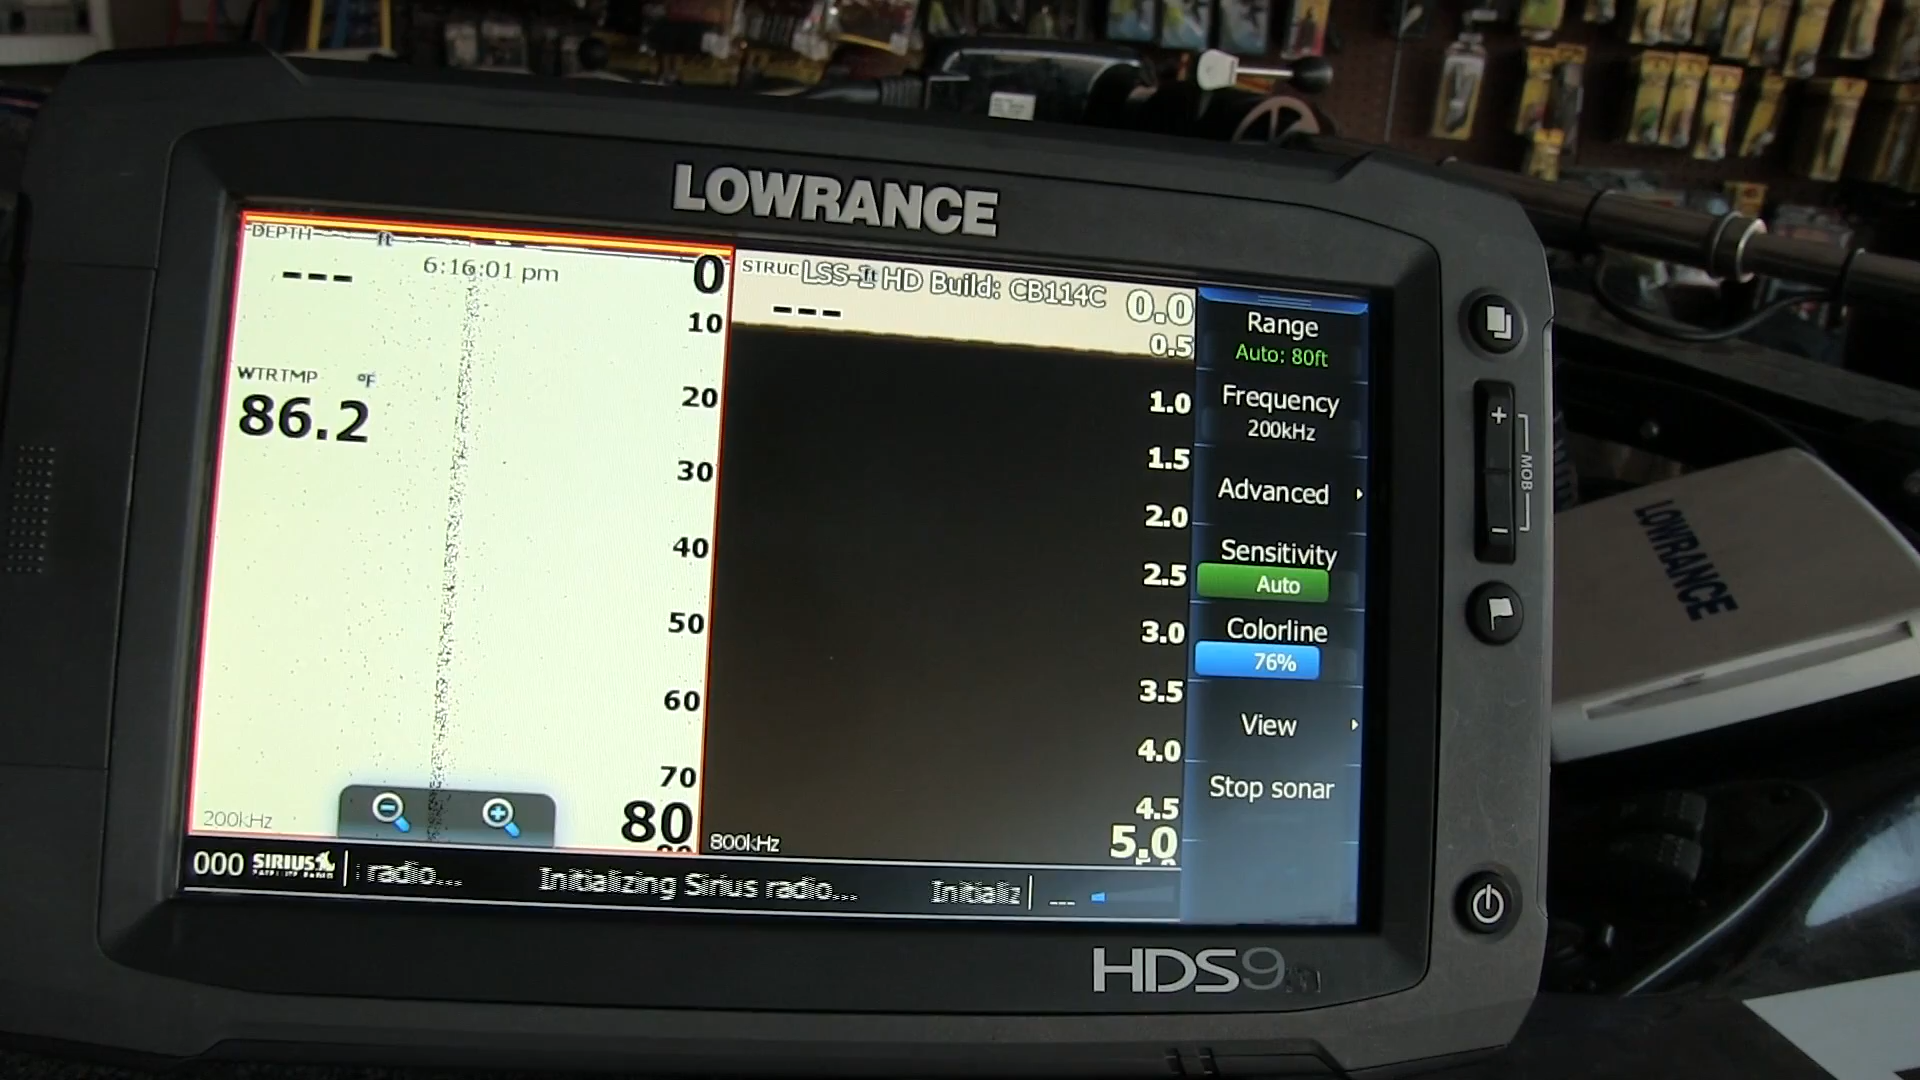 LOWRANCE
DEPTH ft
---
6:16:01 pm
WTRTMP °F
86.2
0
10
20
30
40
50
60
70
80
200kHz
STRUC ft
LSS-2 HD Build: CB114C
---
0.0
0.5
1.0
1.5
2.0
2.5
3.0
3.5
4.0
4.5
5.0
800kHz
Range
Auto: 80ft
Frequency
200kHz
Advanced
Sensitivity
Auto
Colorline
76%
View
Stop sonar
000 SIRIUS radio... Initializing Sirius radio... Initializ ---
HDS9
+
MOB
−
LOWRANCE